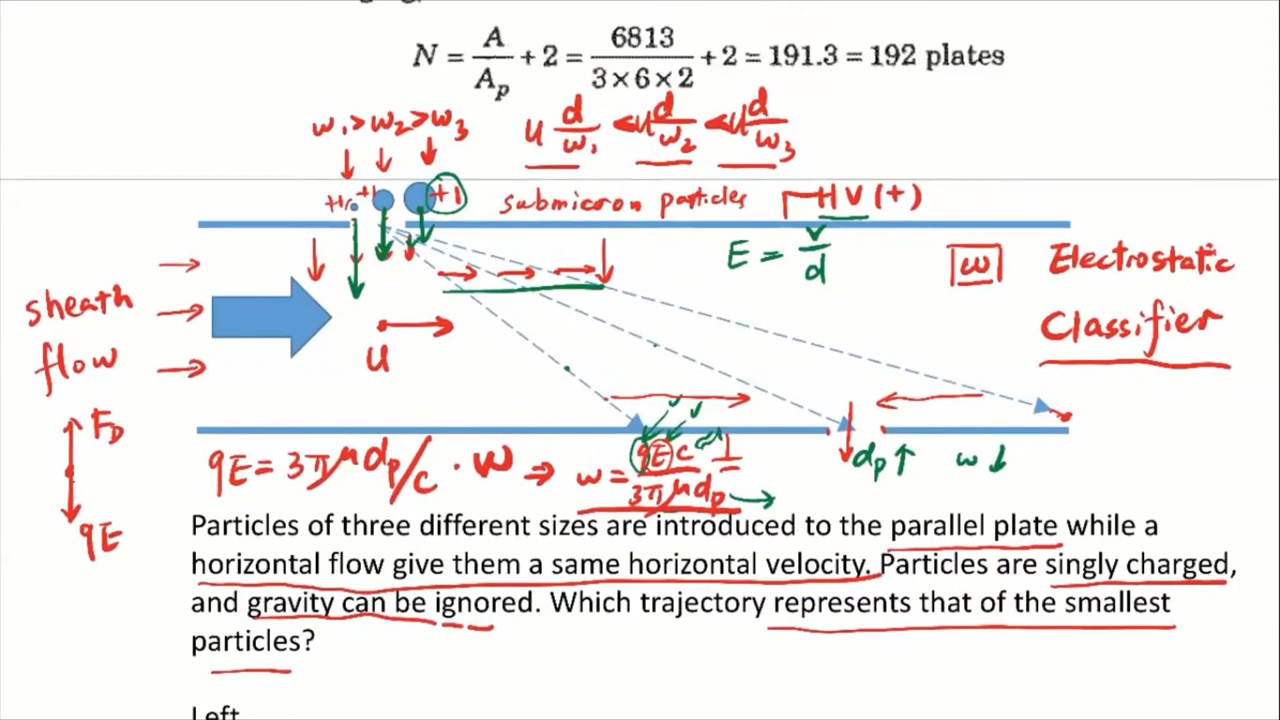 N = A/A_p + 2 = 6813/(3 × 6 × 2) + 2 = 191.3 = 192 plates
w₁ > w₂ > w₃
u d/w₁ < u d/w₂ < u d/w₃
+1 +1 +1 submicron particles HV (+)
E = V/d
w
Electrostatic
Classifier
sheath
flow
u
F_D
qE
qE = 3πμd_p/c · w ⇒ w = qEc/3πμd_p
d_p ↑ w ↓
Particles of three different sizes are introduced to the parallel plate while a
horizontal flow give them a same horizontal velocity. Particles are singly charged,
and gravity can be ignored. Which trajectory represents that of the smallest
particles?
Left